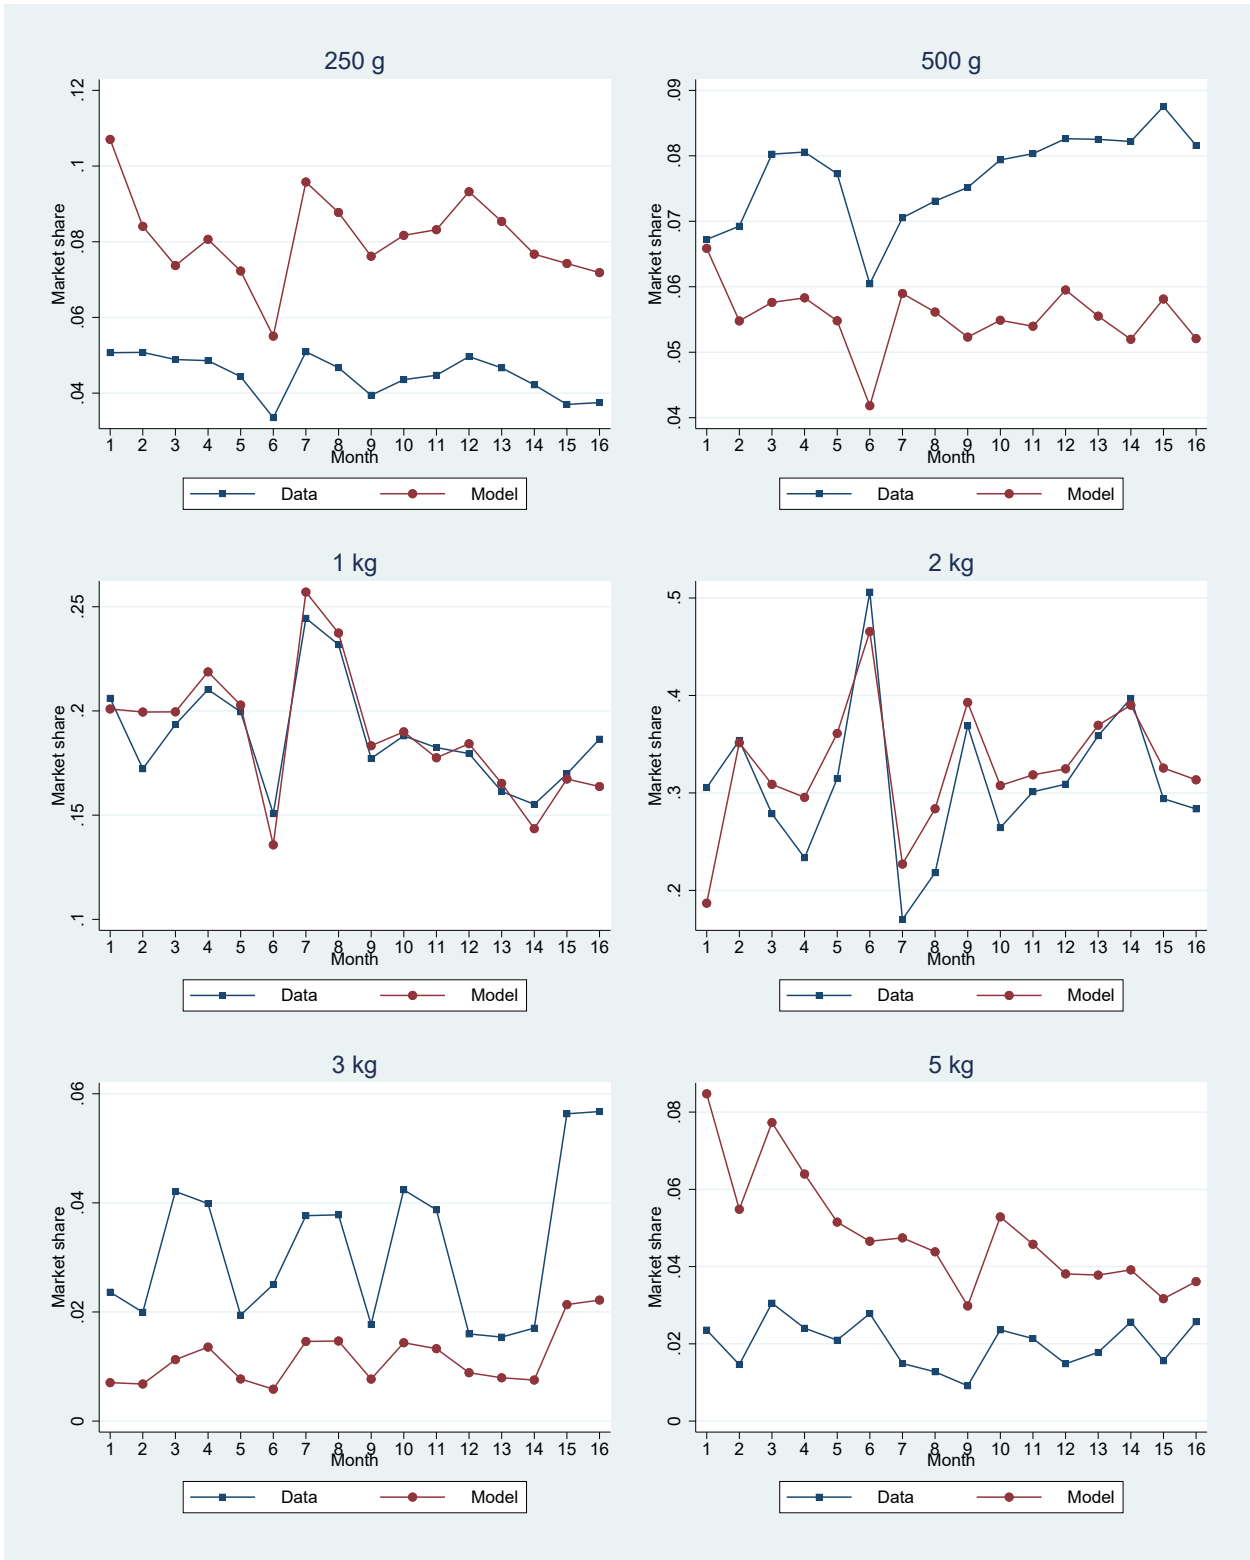 250 g
.12
.1
.08
.06
.04
Market share
1 2 3 4 5 6 7 8 9 10 11 12 13 14 15 16
Month
Data Model
500 g
.09
.08
.07
.06
.05
.04
Market share
1 2 3 4 5 6 7 8 9 10 11 12 13 14 15 16
Month
Data Model
1 kg
.25
.2
.15
.1
Market share
1 2 3 4 5 6 7 8 9 10 11 12 13 14 15 16
Month
Data Model
2 kg
.5
.4
.3
.2
Market share
1 2 3 4 5 6 7 8 9 10 11 12 13 14 15 16
Month
Data Model
3 kg
.06
.04
.02
0
Market share
1 2 3 4 5 6 7 8 9 10 11 12 13 14 15 16
Month
Data Model
5 kg
.08
.06
.04
.02
0
Market share
1 2 3 4 5 6 7 8 9 10 11 12 13 14 15 16
Month
Data Model